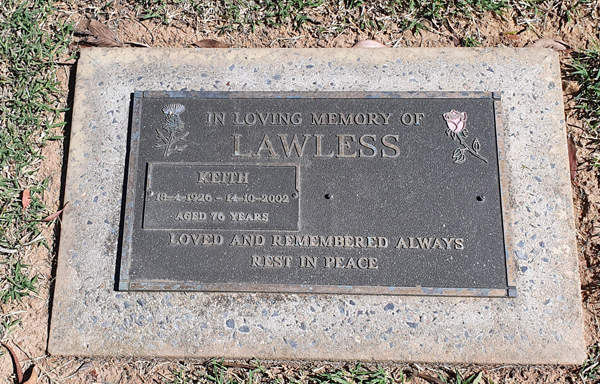 IN LOVING MEMORY OF
LAWLESS
KEITH
18-4-1926 - 14-10-2002
AGED 76 YEARS
LOVED AND REMEMBERED ALWAYS
REST IN PEACE